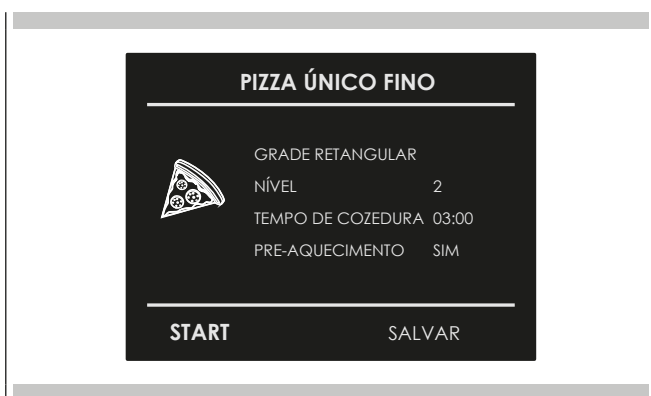 PIZZA ÚNICO FINO
GRADE RETANGULAR
NÍVEL 2
TEMPO DE COZEDURA 03:00
PRE-AQUECIMENTO SIM
START SALVAR